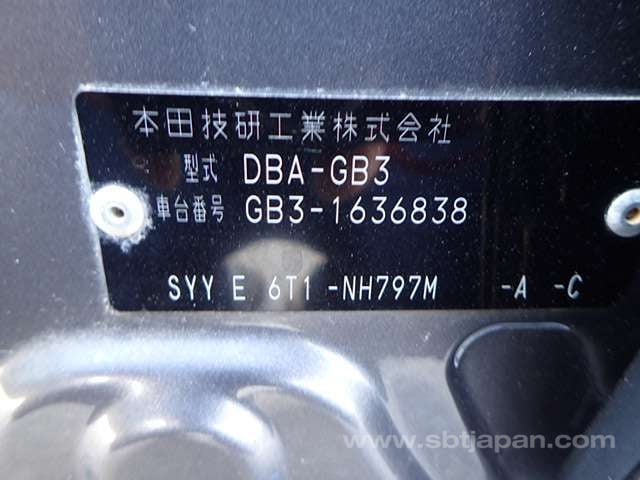 本田技研工業株式会社
型式 DBA-GB3
車台番号 GB3-1636838
SYY E 6T1 -NH797M -A -C
www.sbtjapan.com